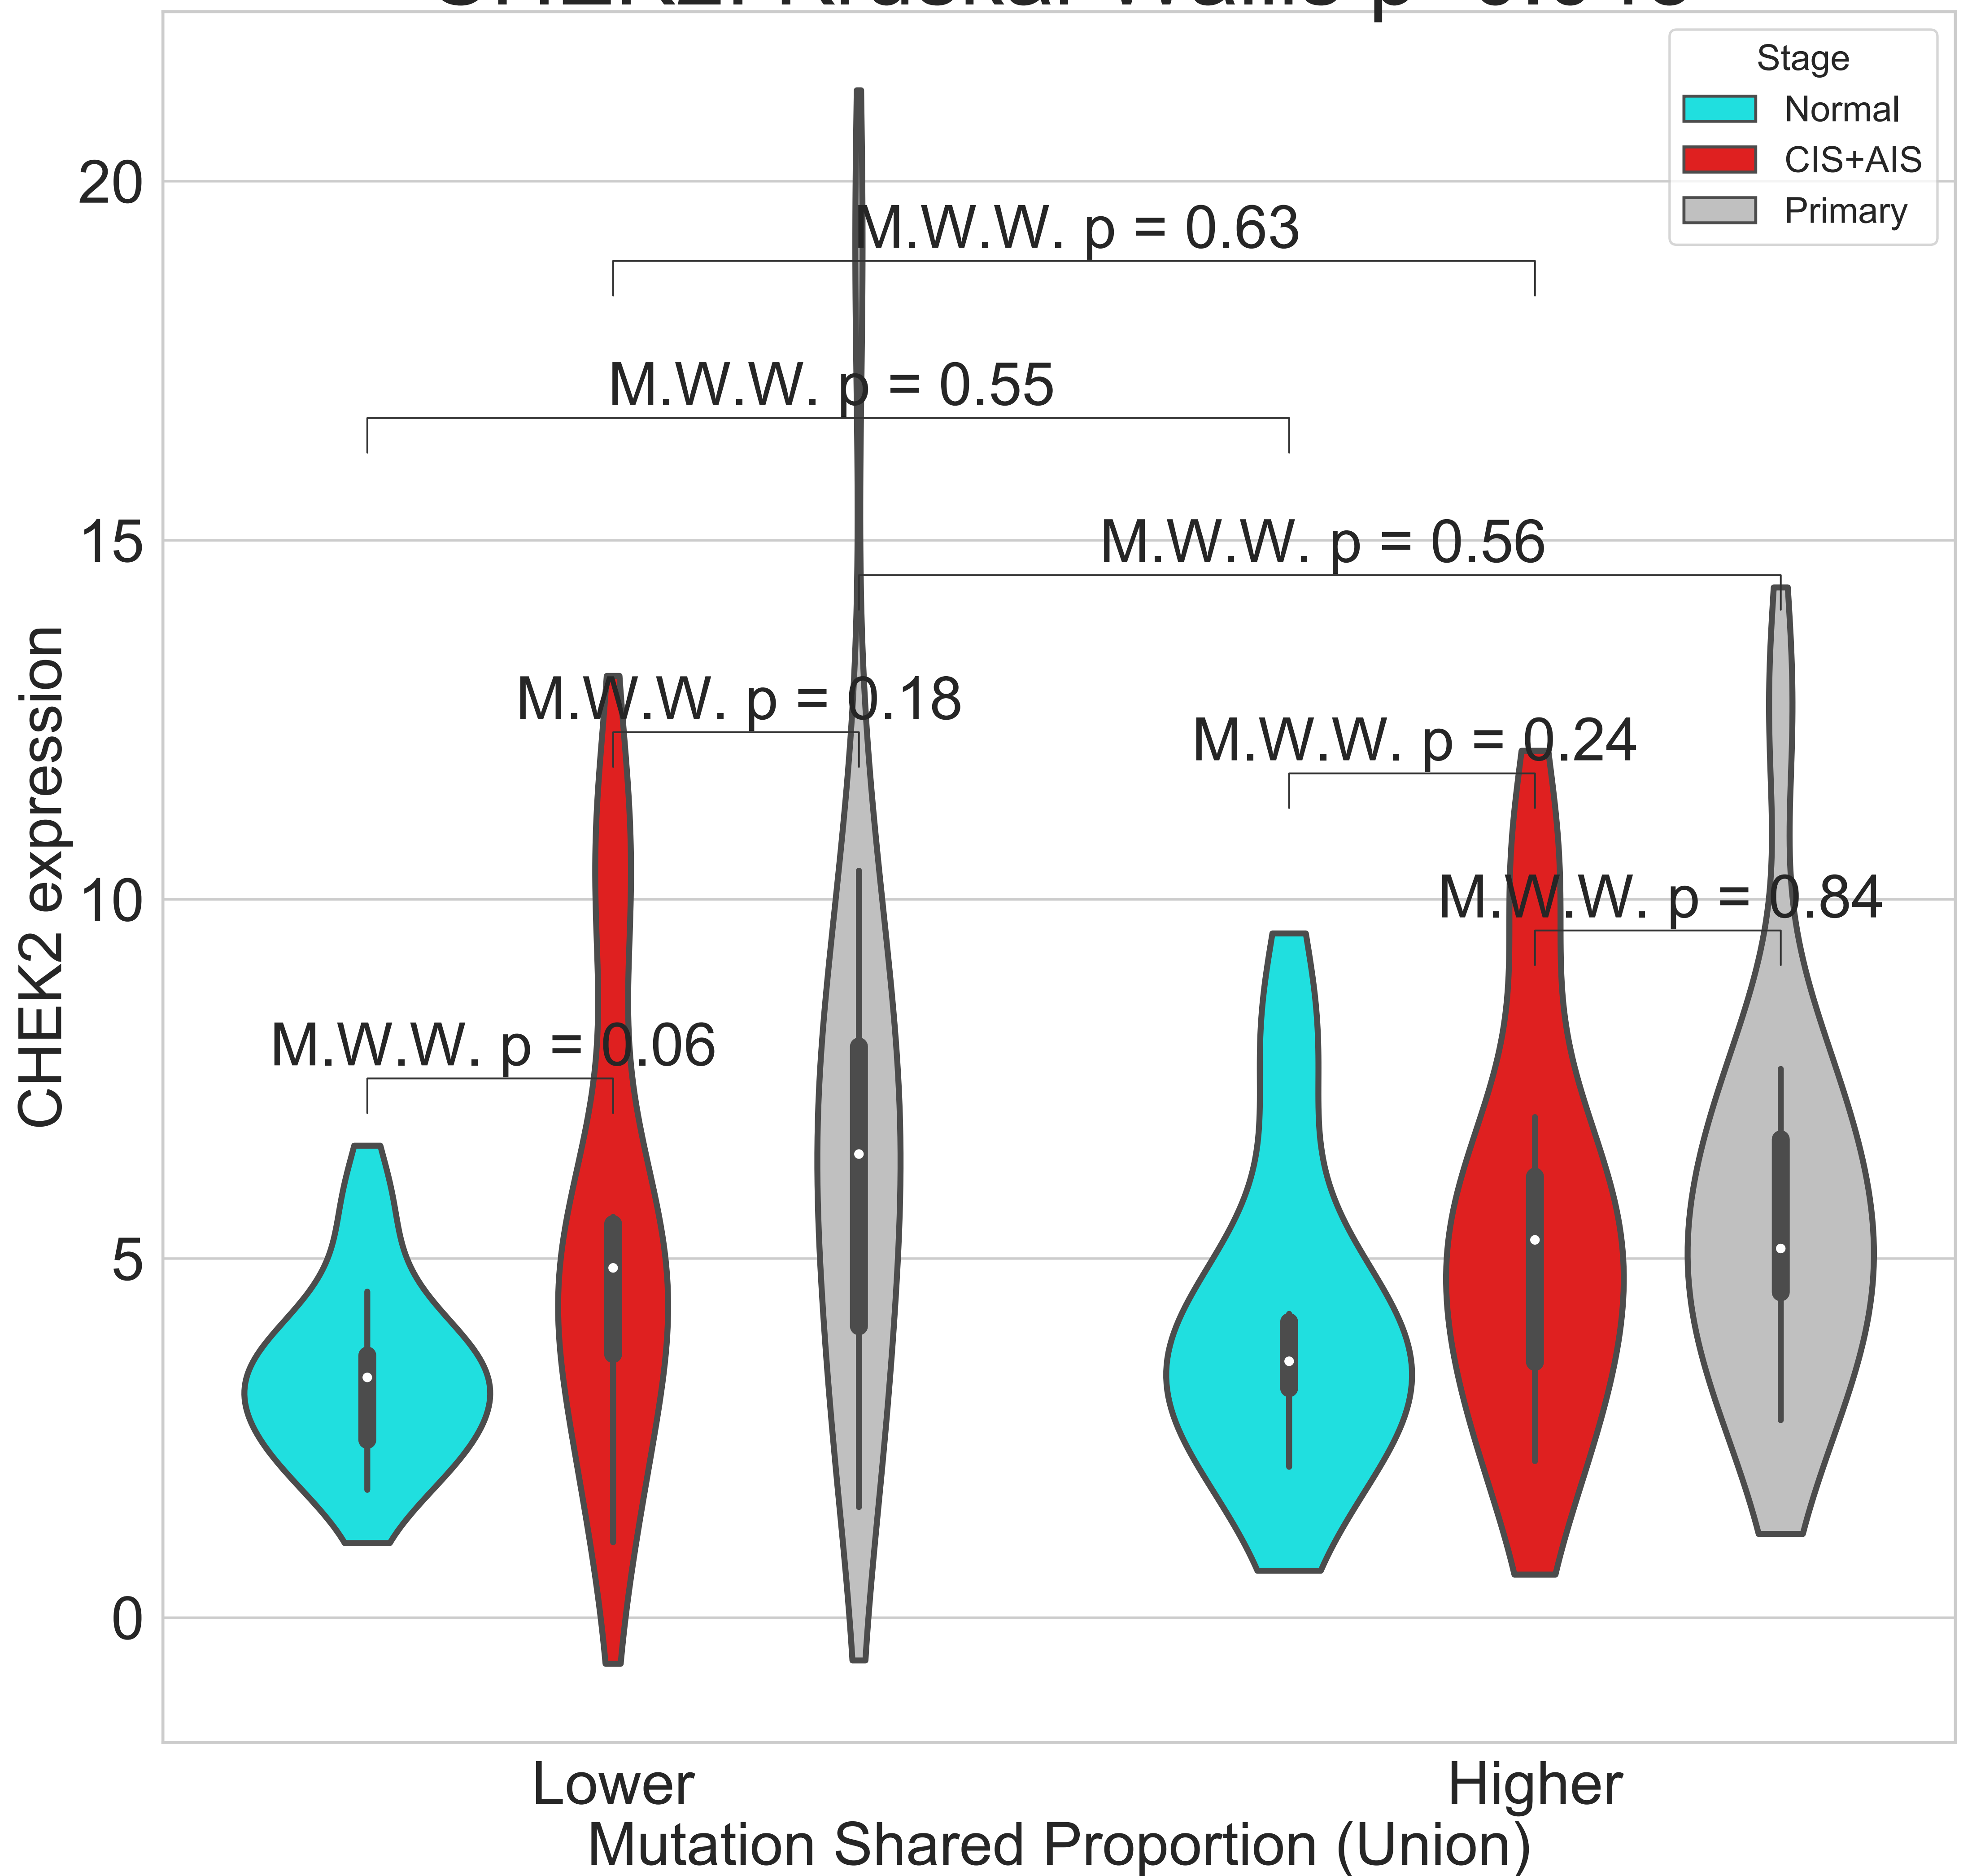 Stage
Normal
CIS+AIS
Primary
20
15
10
5
0
CHEK2 expression
M.W.W. p = 0.63
M.W.W. p = 0.55
M.W.W. p = 0.56
M.W.W. p = 0.18
M.W.W. p = 0.24
M.W.W. p = 0.84
M.W.W. p = 0.06
Lower
Higher
Mutation Shared Proportion (Union)